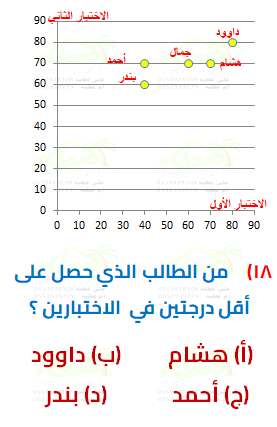 الاختبار الثاني
90
80
70
60
50
40
30
20
10
0
داوود
جمال
أحمد
هشام
بندر
الاختبار الأول
0 10 20 30 40 50 60 70 80 90
١٨) من الطالب الذي حصل على
أقل درجتين في الاختبارين ؟
(أ) هشام (ب) داوود
(ج) أحمد (د) بندر